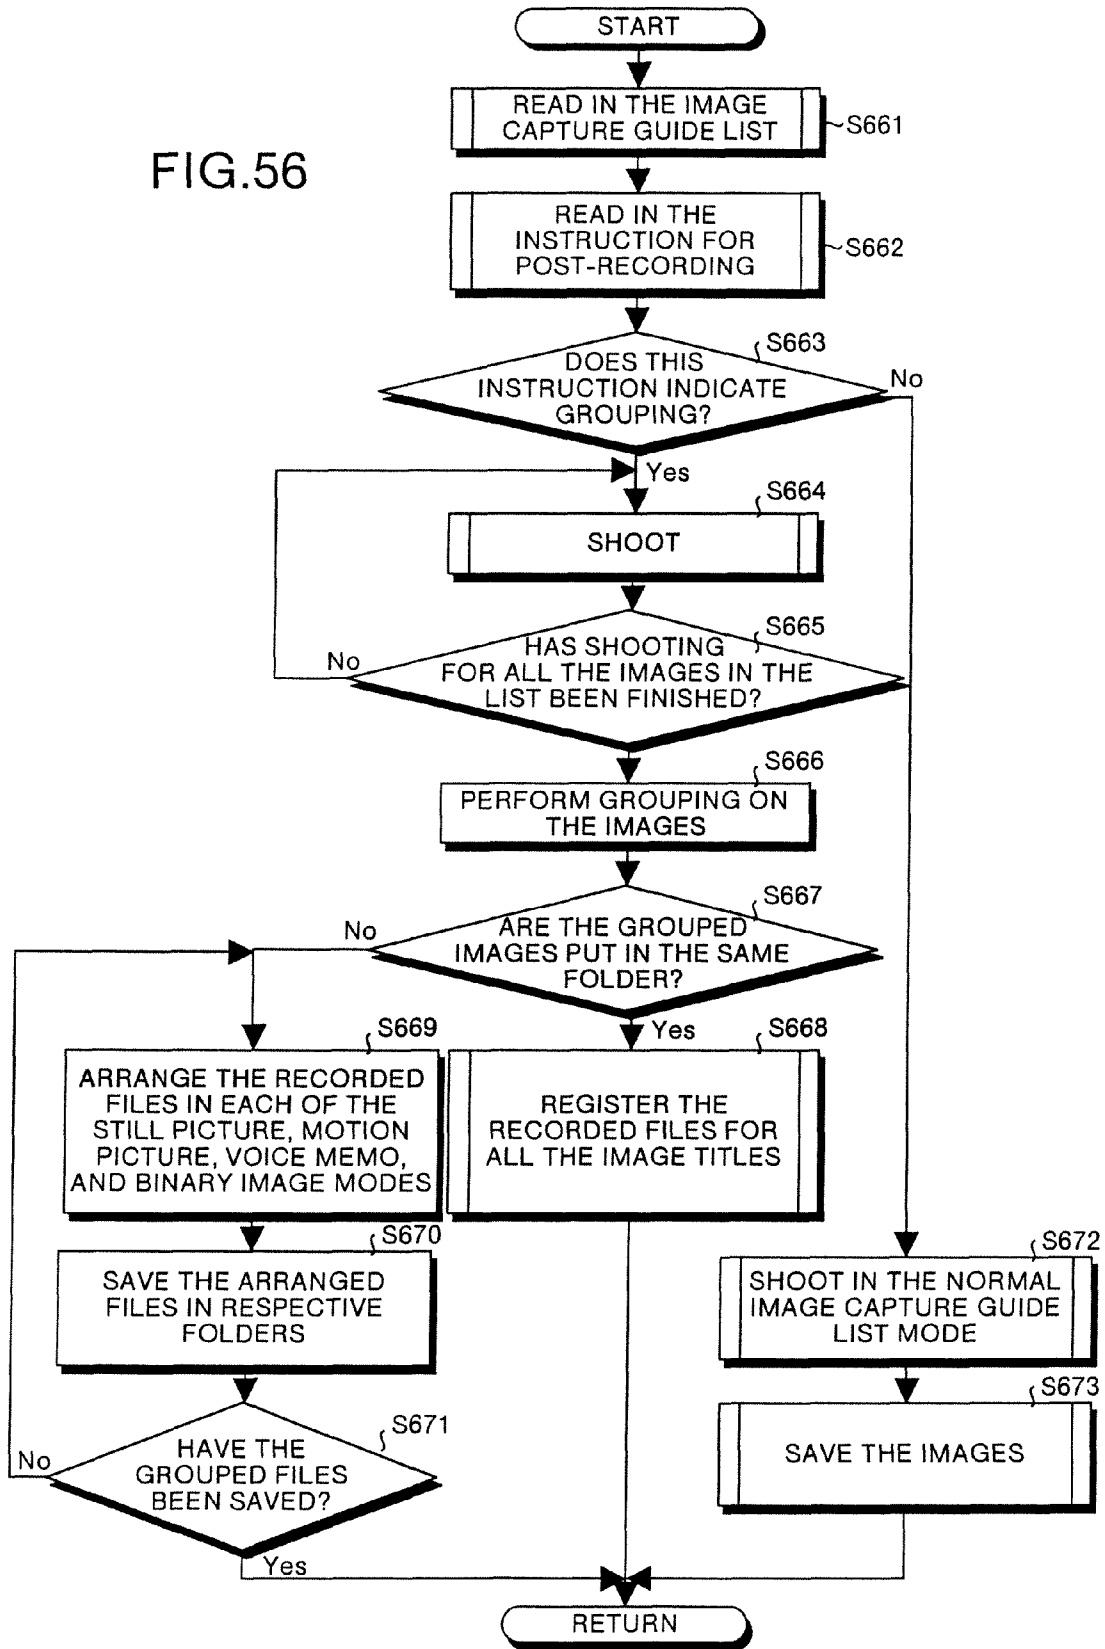 START
READ IN THE IMAGE
CAPTURE GUIDE LIST
S661
FIG.56
READ IN THE
INSTRUCTION FOR
POST-RECORDING
S662
S663
DOES THIS
INSTRUCTION INDICATE
GROUPING?
No
Yes
S664
SHOOT
S665
HAS SHOOTING
FOR ALL THE IMAGES IN THE
LIST BEEN FINISHED?
No
S666
PERFORM GROUPING ON
THE IMAGES
S667
ARE THE GROUPED
IMAGES PUT IN THE SAME
FOLDER?
No
Yes
S669
ARRANGE THE RECORDED
FILES IN EACH OF THE
STILL PICTURE, MOTION
PICTURE, VOICE MEMO,
AND BINARY IMAGE MODES
S668
REGISTER THE
RECORDED FILES FOR
ALL THE IMAGE TITLES
S670
SAVE THE ARRANGED
FILES IN RESPECTIVE
FOLDERS
S672
SHOOT IN THE NORMAL
IMAGE CAPTURE GUIDE
LIST MODE
S671
HAVE THE
GROUPED FILES
BEEN SAVED?
No
Yes
S673
SAVE THE IMAGES
RETURN